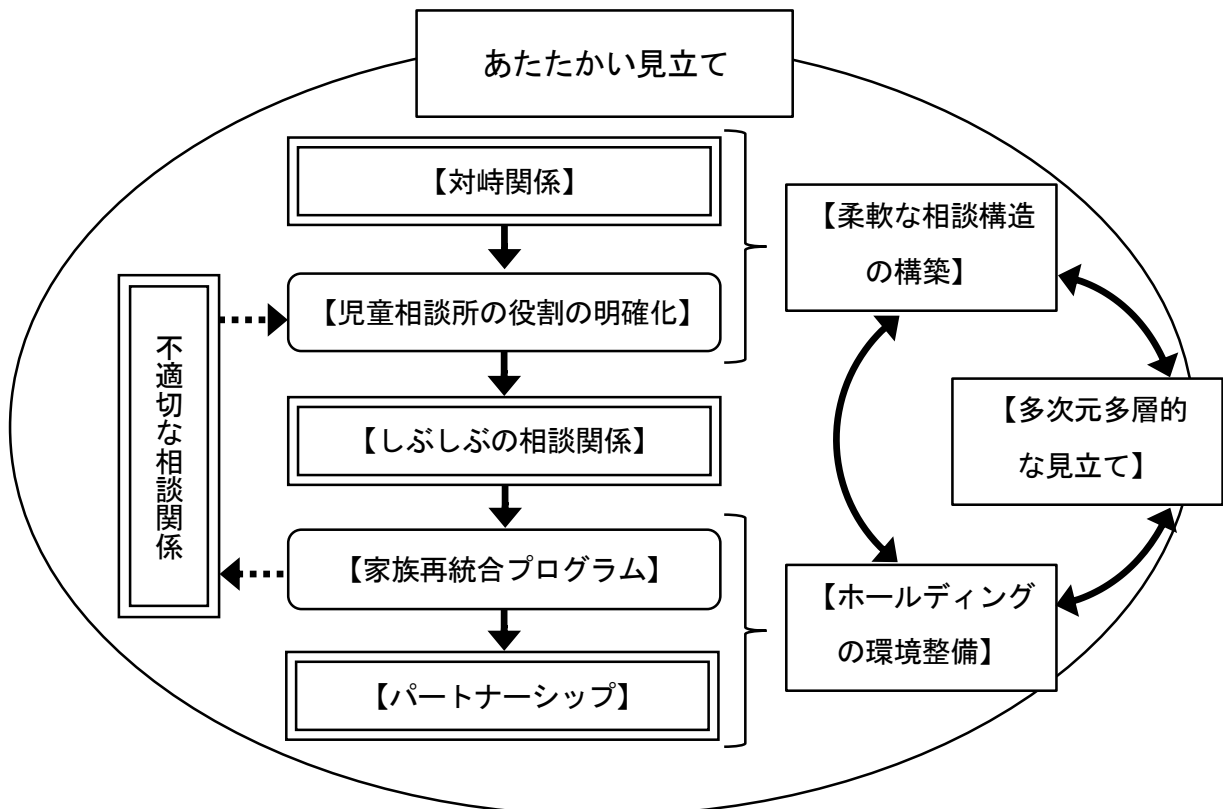 あたたかい見立て
【対峙関係】
【児童相談所の役割の明確化】
【しぶしぶの相談関係】
【家族再統合プログラム】
【パートナーシップ】
不適切な相談関係
【柔軟な相談構造
の構築】
【多次元多層的
な見立て】
【ホールディング
の環境整備】